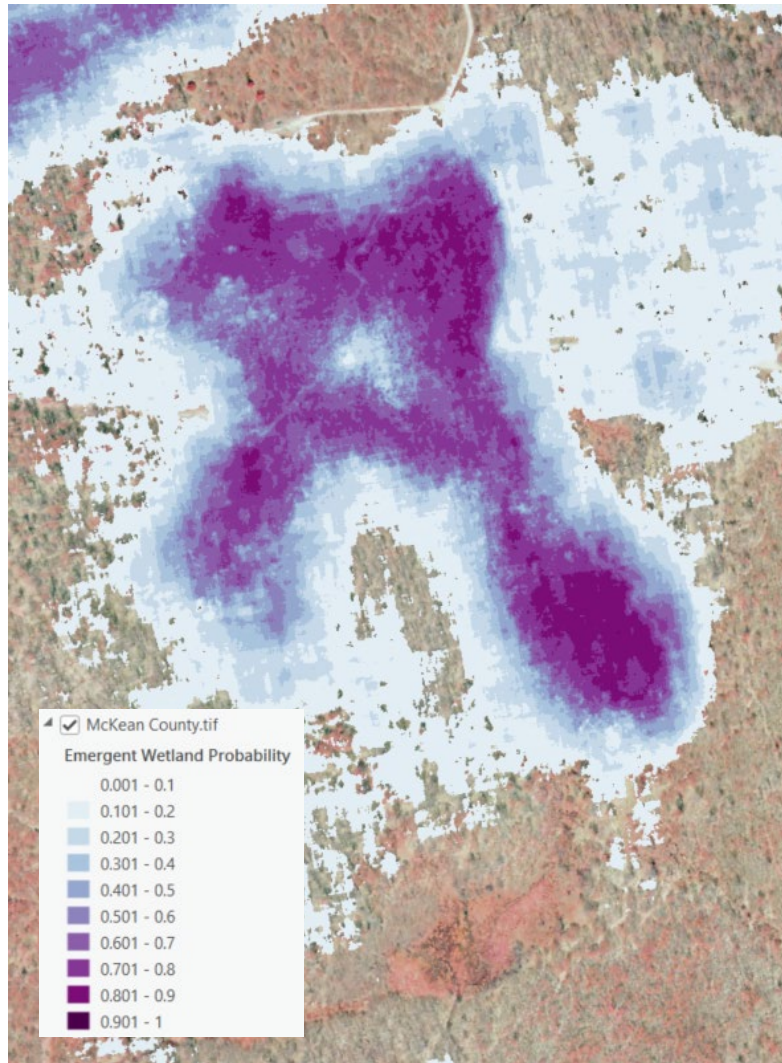 McKean County.tif
Emergent Wetland Probability
0.001 - 0.1
0.101 - 0.2
0.201 - 0.3
0.301 - 0.4
0.401 - 0.5
0.501 - 0.6
0.601 - 0.7
0.701 - 0.8
0.801 - 0.9
0.901 - 1